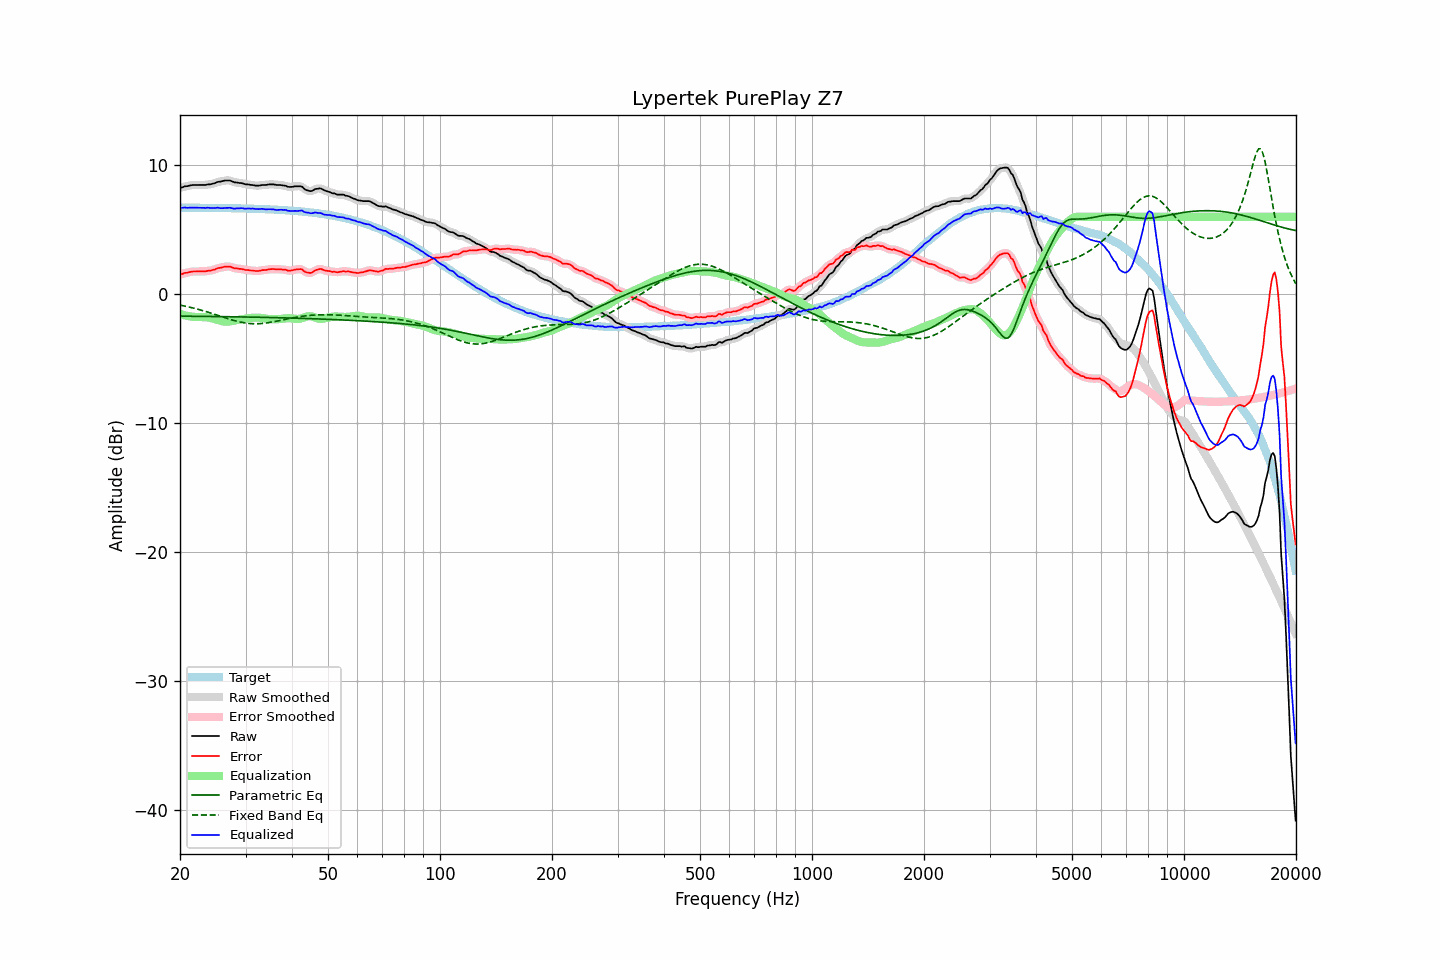 Lypertek PurePlay Z7
10
0
−10
−20
−30
−40
Amplitude (dBr)
Target
Raw Smoothed
Error Smoothed
Raw
Error
Equalization
Parametric Eq
Fixed Band Eq
Equalized
20 50 100 200 500 1000 2000 5000 10000 20000
Frequency (Hz)